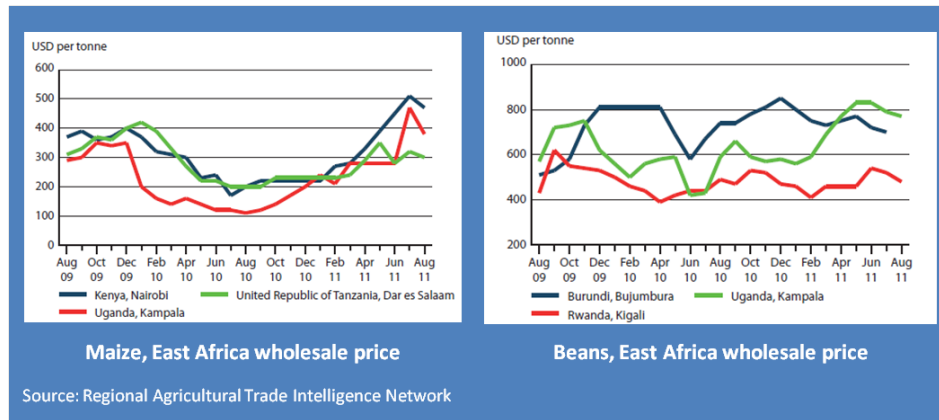 USD per tonne
600
500
400
300
200
100
0
Aug Oct Dec Feb Apr Jun Aug Oct Dec Feb Apr Jun Aug
09 09 09 10 10 10 10 10 10 11 11 11 11
Kenya, Nairobi United Republic of Tanzania, Dar es Salaam
Uganda, Kampala
Maize, East Africa wholesale price
USD per tonne
1000
800
600
400
200
Aug Oct Dec Feb Apr Jun Aug Oct Dec Feb Apr Jun Aug
09 09 09 10 10 10 10 10 10 11 11 11 11
Burundi, Bujumbura Uganda, Kampala
Rwanda, Kigali
Beans, East Africa wholesale price
Source: Regional Agricultural Trade Intelligence Network